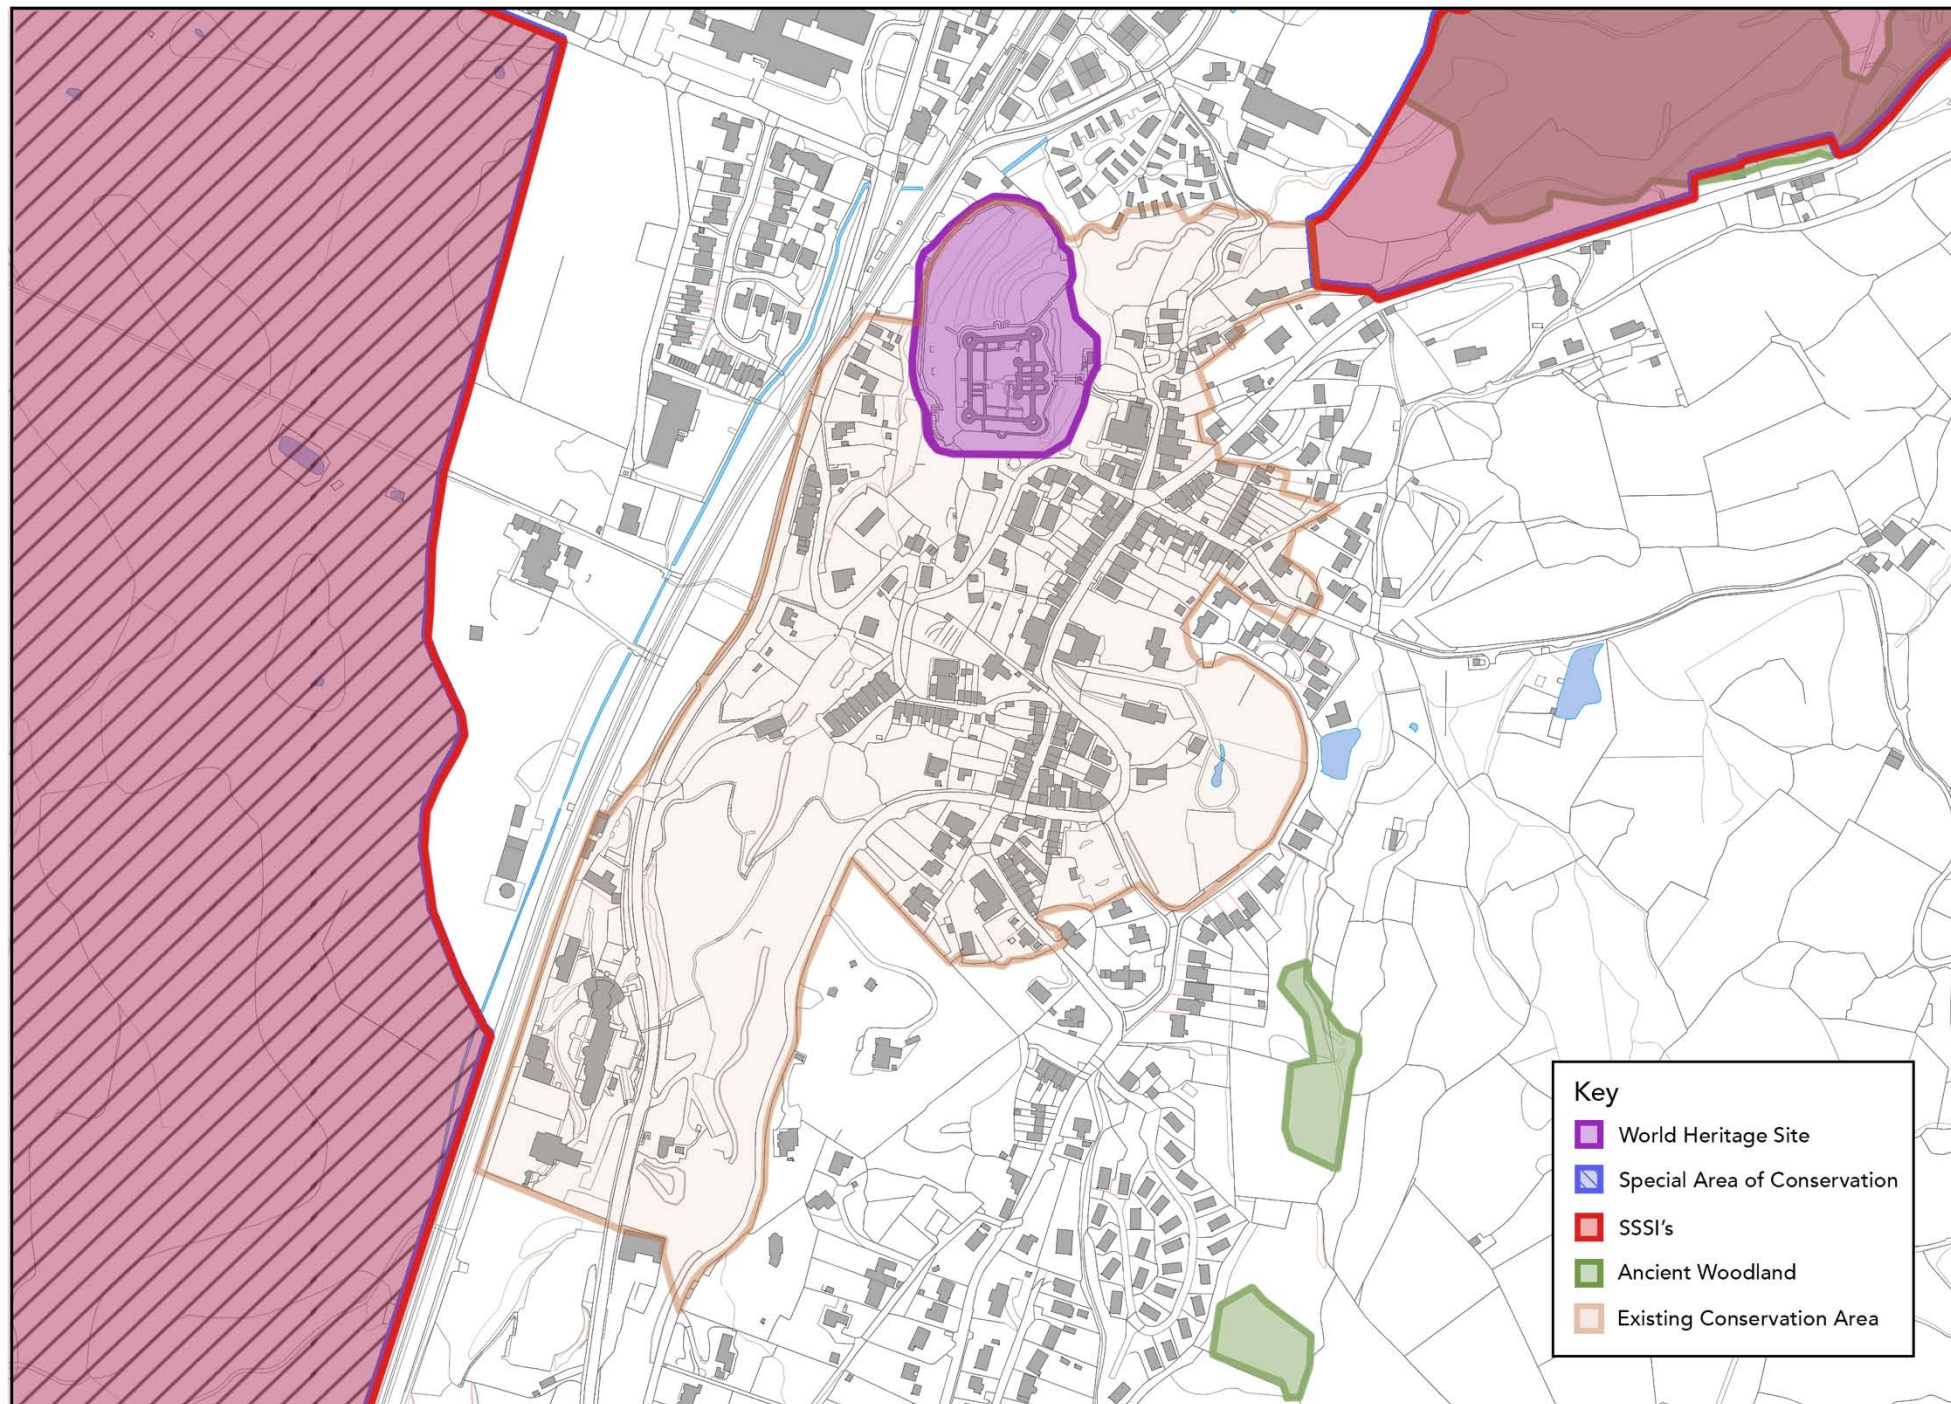 Key
World Heritage Site
Special Area of Conservation
SSSI's
Ancient Woodland
Existing Conservation Area